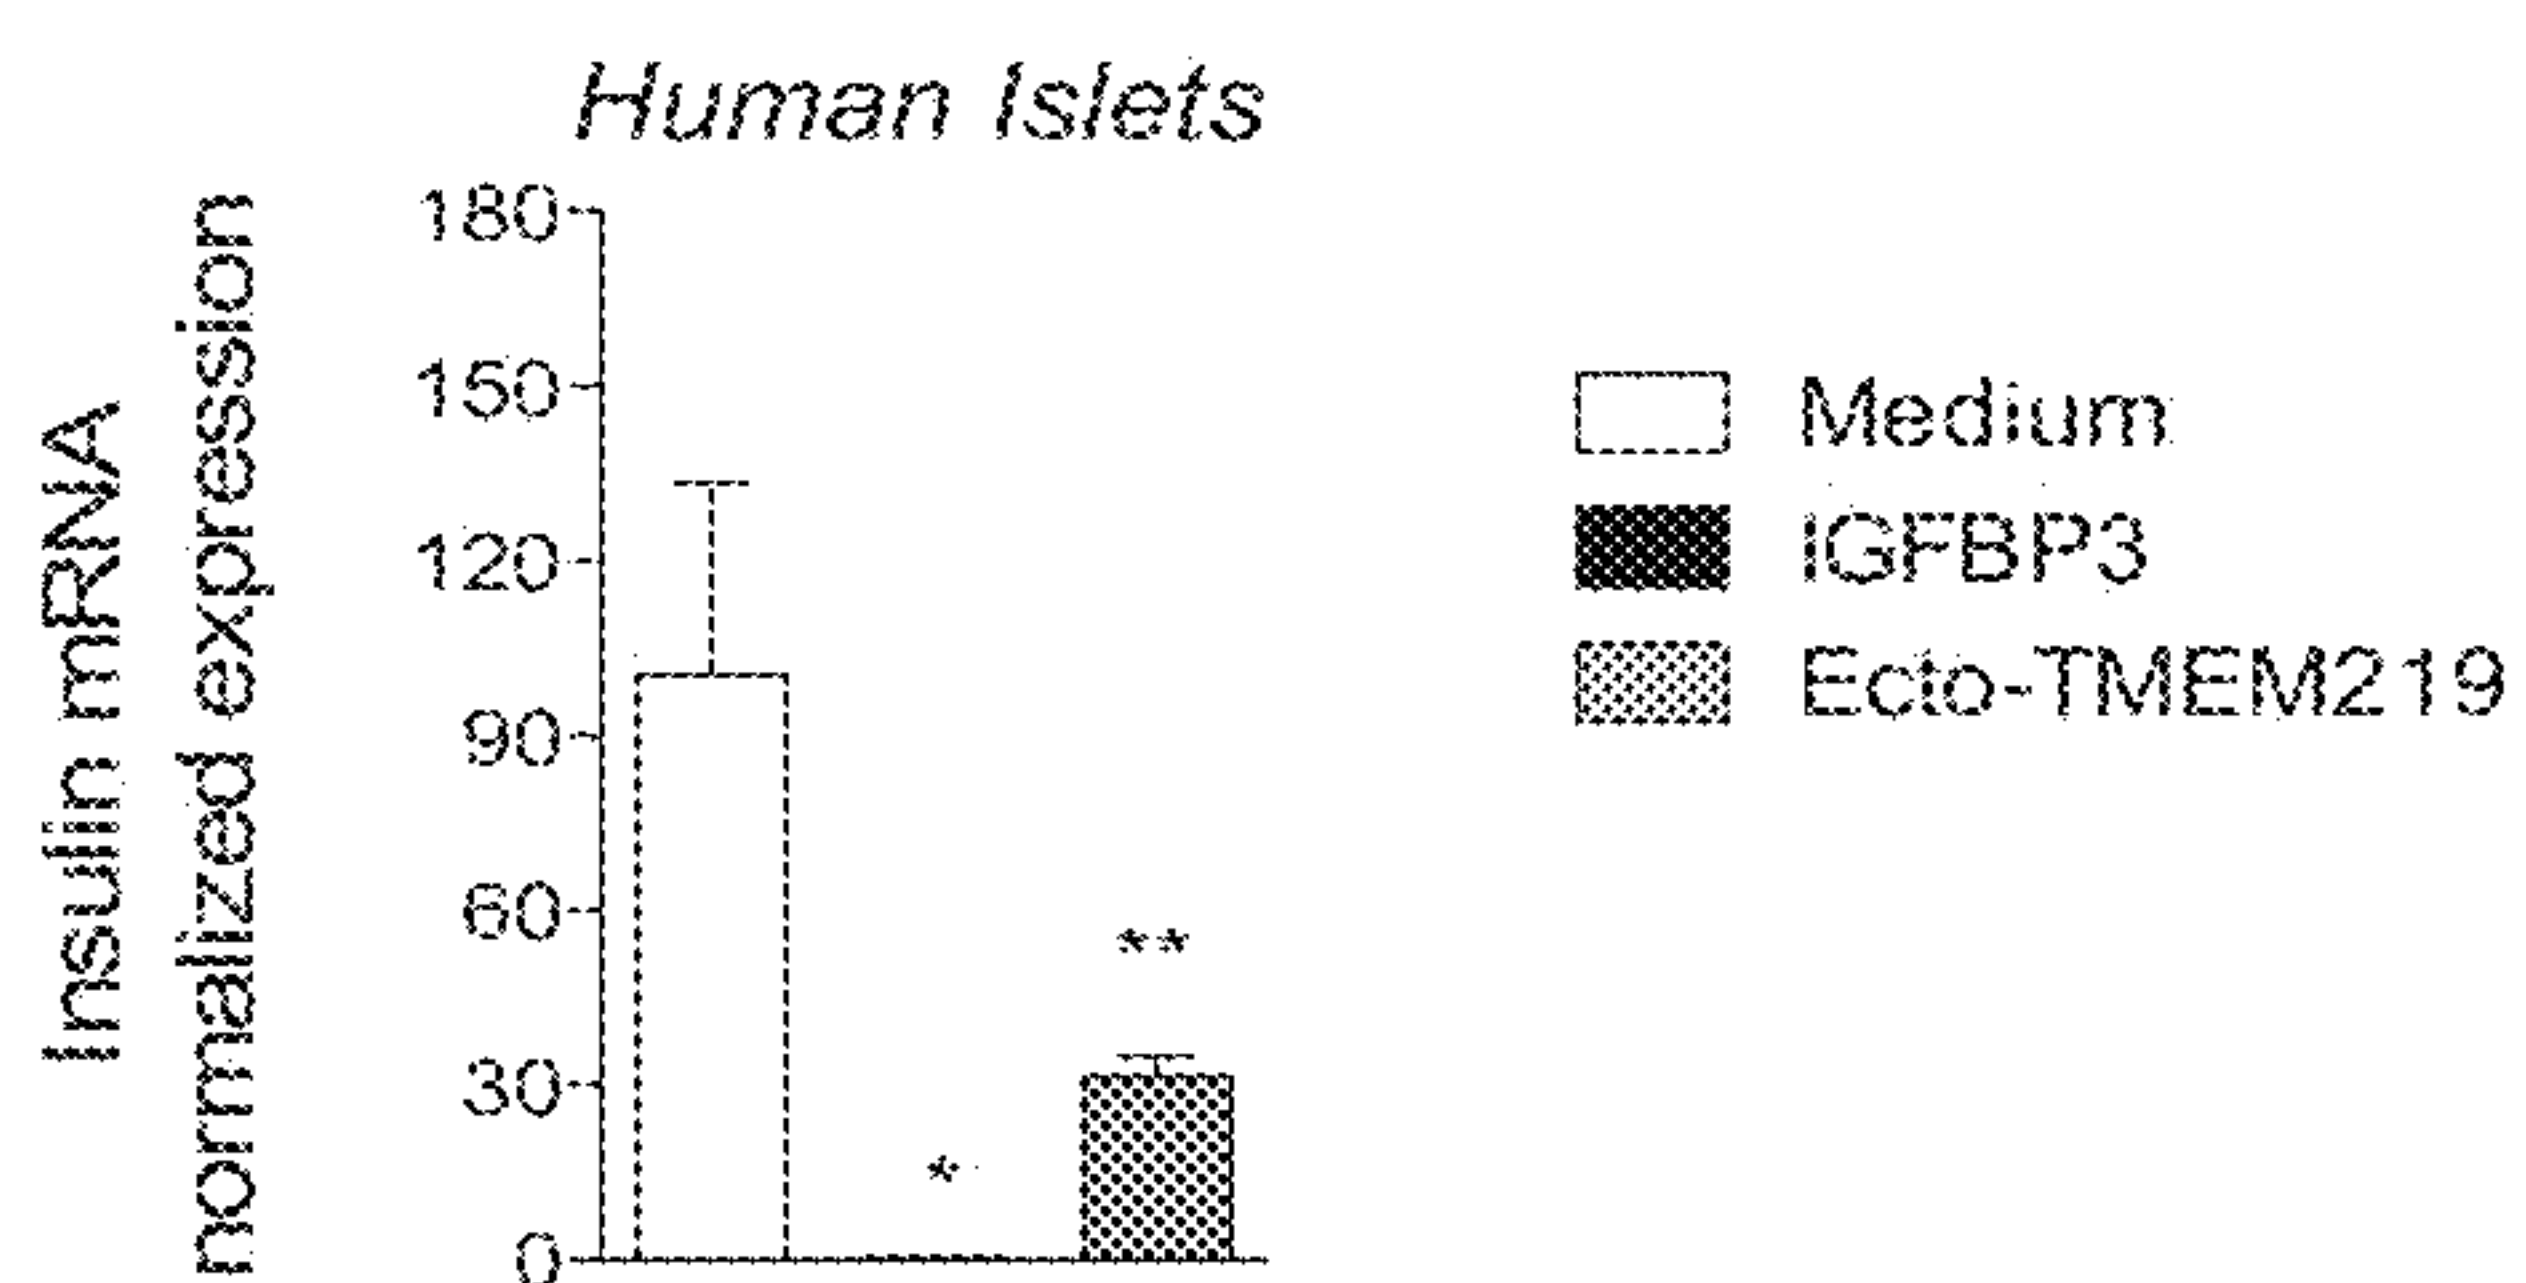 Human Islets
Insulin mRNA
normalized expression
180
150
120
90
60
30
0
*
**
Medium
IGFBP3
Ecto-TMEM219